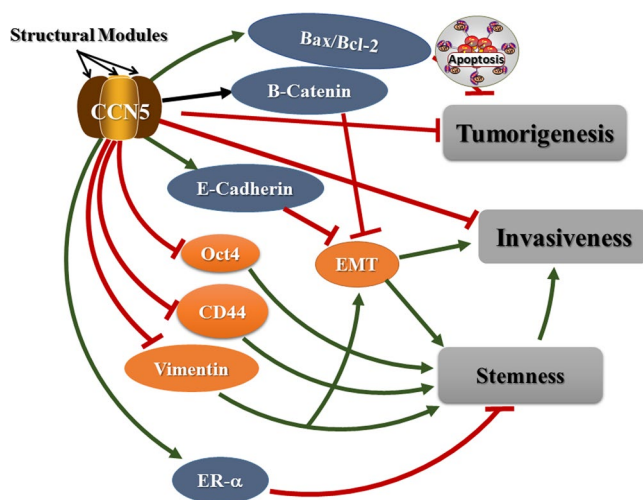 Structural Modules
Bax/Bcl-2
Apoptosis
CCN5
B-Catenin
Tumorigenesis
E-Cadherin
Invasiveness
Oct4
EMT
CD44
Vimentin
Stemness
ER-α